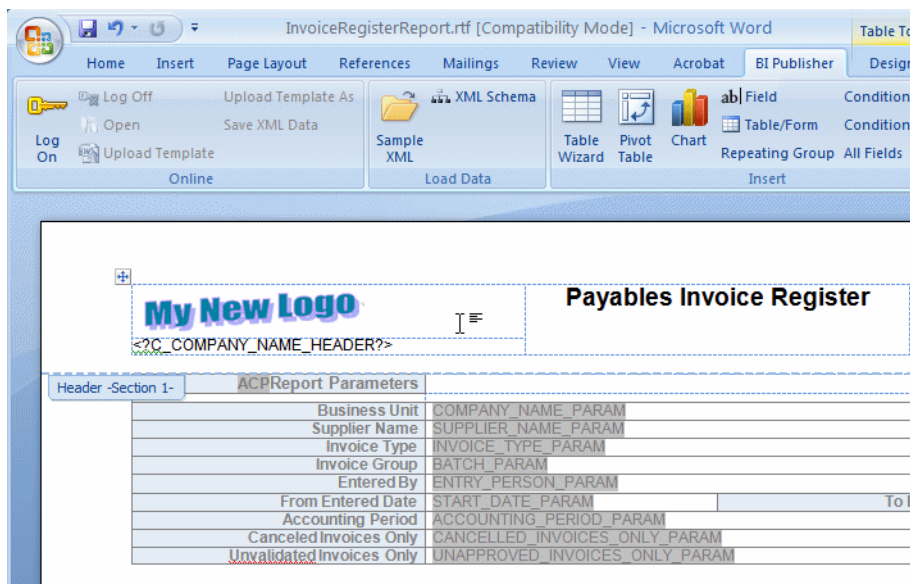 InvoiceRegisterReport.rtf [Compatibility Mode] - Microsoft Word
Table To
Home Insert Page Layout References Mailings Review View Acrobat BI Publisher Design
Log Off Upload Template As XML Schema ab| Field Condition
Open Save XML Data Table/Form Condition
Log On Upload Template Sample XML Table Wizard Pivot Table Chart Repeating Group All Fields
Online Load Data Insert
My New Logo Payables Invoice Register
<?C_COMPANY_NAME_HEADER?>
Header -Section 1- ACPReport Parameters
Business Unit COMPANY_NAME_PARAM
Supplier Name SUPPLIER_NAME_PARAM
Invoice Type INVOICE_TYPE_PARAM
Invoice Group BATCH_PARAM
Entered By ENTRY_PERSON_PARAM
From Entered Date START_DATE_PARAM To
Accounting Period ACCOUNTING_PERIOD_PARAM
Canceled Invoices Only CANCELLED_INVOICES_ONLY_PARAM
Unvalidated Invoices Only UNAPPROVED_INVOICES_ONLY_PARAM